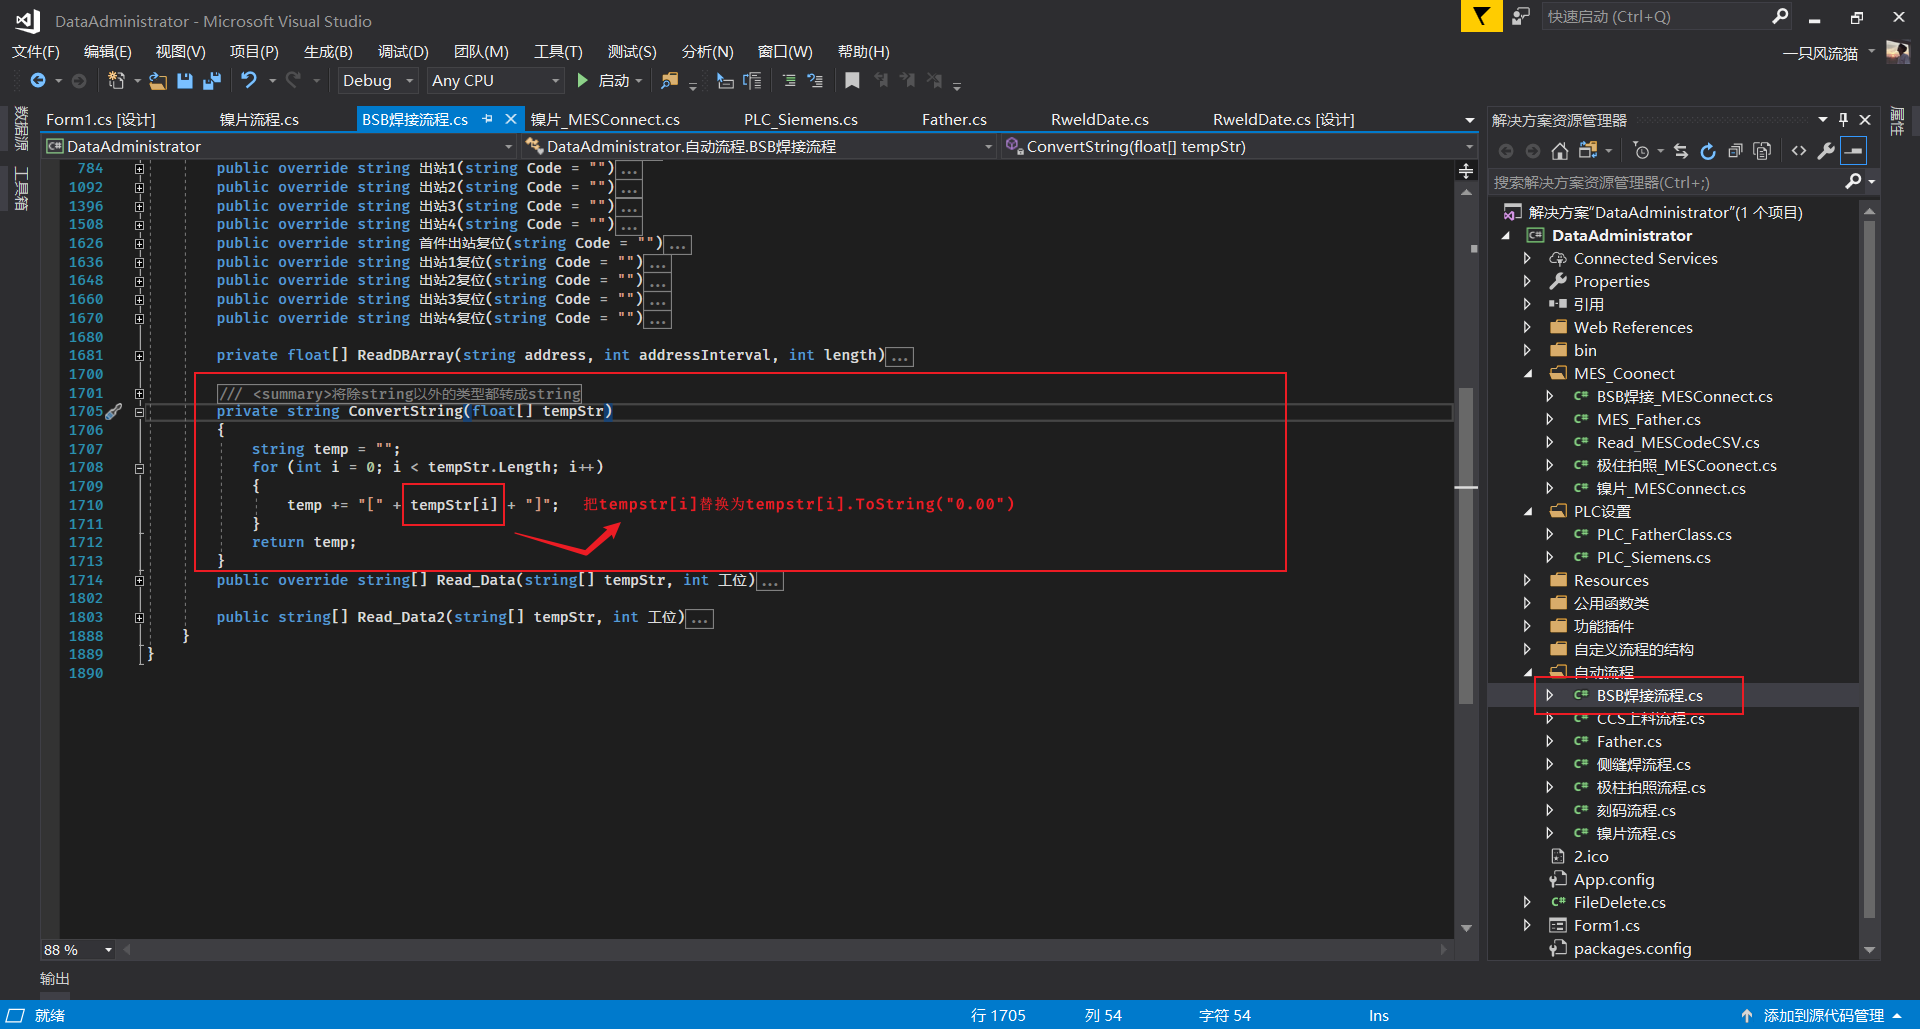 DataAdministrator - Microsoft Visual Studio
快速启动 (Ctrl+Q)
文件(F) 编辑(E) 视图(V) 项目(P) 生成(B) 调试(D) 团队(M) 工具(T) 测试(S) 分析(N) 窗口(W) 帮助(H)
一只风流猫
Debug Any CPU 启动
数据源
工具箱
Form1.cs [设计] 镍片流程.cs BSB焊接流程.cs 镍片_MESConnect.cs PLC_Siemens.cs Father.cs RweldDate.cs RweldDate.cs [设计]
DataAdministrator DataAdministrator.自动流程.BSB焊接流程 ConvertString(float[] tempStr)
784 public override string 出站1(string Code = "")...
1092 public override string 出站2(string Code = "")...
1396 public override string 出站3(string Code = "")...
1508 public override string 出站4(string Code = "")...
1626 public override string 首件出站复位(string Code = "")...
1636 public override string 出站1复位(string Code = "")...
1648 public override string 出站2复位(string Code = "")...
1660 public override string 出站3复位(string Code = "")...
1670 public override string 出站4复位(string Code = "")...
1680
1681 private float[] ReadDBArray(string address, int addressInterval, int length)...
1700
1701 /// <summary>将除string以外的类型都转成string
1705 private string ConvertString(float[] tempStr)
1706 {
1707 string temp = "";
1708 for (int i = 0; i < tempStr.Length; i++)
1709 {
1710 temp += "[" + tempStr[i] + "]"; 把tempstr[i]替换为tempstr[i].ToString("0.00")
1711 }
1712 return temp;
1713 }
1714 public override string[] Read_Data(string[] tempStr, int 工位)...
1802
1803 public string[] Read_Data2(string[] tempStr, int 工位)...
1888 }
1889 }
1890
88 %
输出
就绪 行 1705 列 54 字符 54 Ins 添加到源代码管理
解决方案资源管理器
属性
搜索解决方案资源管理器(Ctrl+;)
解决方案"DataAdministrator"(1 个项目)
C# DataAdministrator
Connected Services
Properties
引用
Web References
bin
MES_Coonect
C# BSB焊接_MESConnect.cs
C# MES_Father.cs
C# Read_MESCodeCSV.cs
C# 极住拍照_MESCoonect.cs
C# 镍片_MESConnect.cs
PLC设置
C# PLC_FatherClass.cs
C# PLC_Siemens.cs
Resources
公用函数类
功能插件
自定义流程的结构
自动流程
C# BSB焊接流程.cs
C# CCS上料流程.cs
C# Father.cs
C# 侧缝焊流程.cs
C# 极柱拍照流程.cs
C# 刻码流程.cs
C# 镍片流程.cs
2.ico
App.config
C# FileDelete.cs
Form1.cs
packages.config